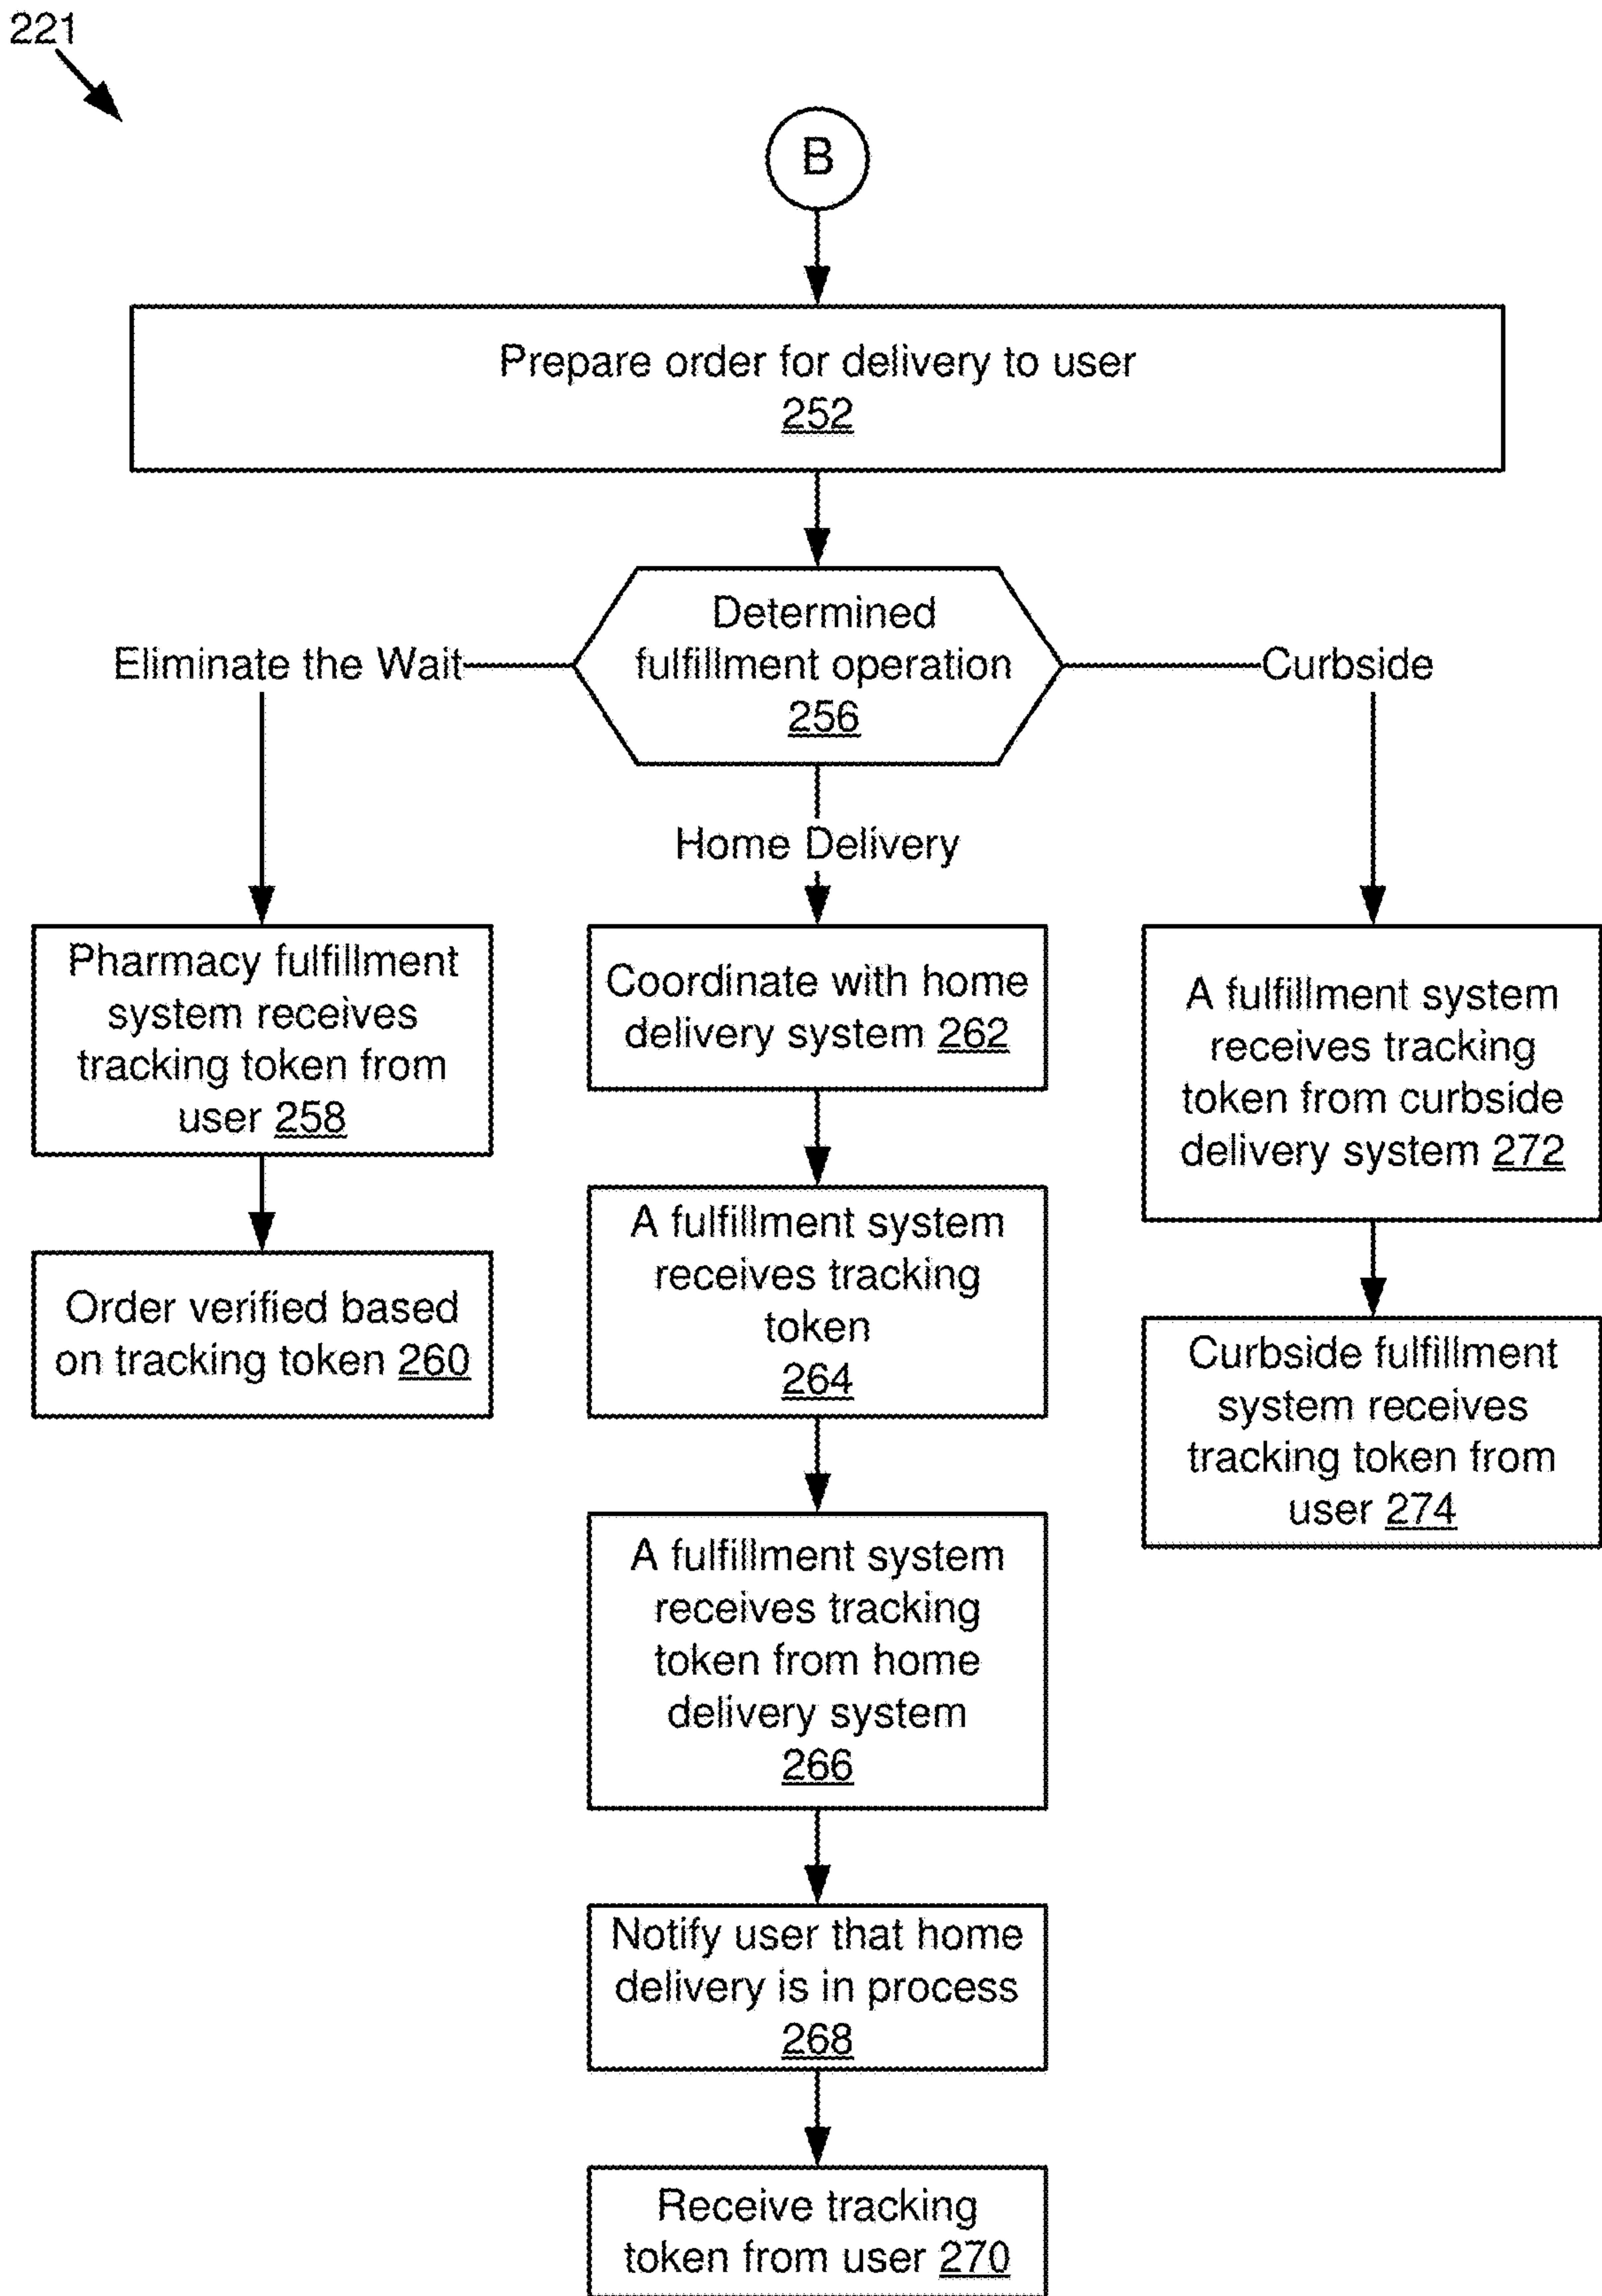 221
B
Prepare order for delivery to user
252
Determined
fulfillment operation
256
Eliminate the Wait
Home Delivery
Curbside
Pharmacy fulfillment
system receives
tracking token from
user 258
Order verified based
on tracking token 260
Coordinate with home
delivery system 262
A fulfillment system
receives tracking
token
264
A fulfillment system
receives tracking
token from home
delivery system
266
Notify user that home
delivery is in process
268
Receive tracking
token from user 270
A fulfillment system
receives tracking
token from curbside
delivery system 272
Curbside fulfillment
system receives
tracking token from
user 274